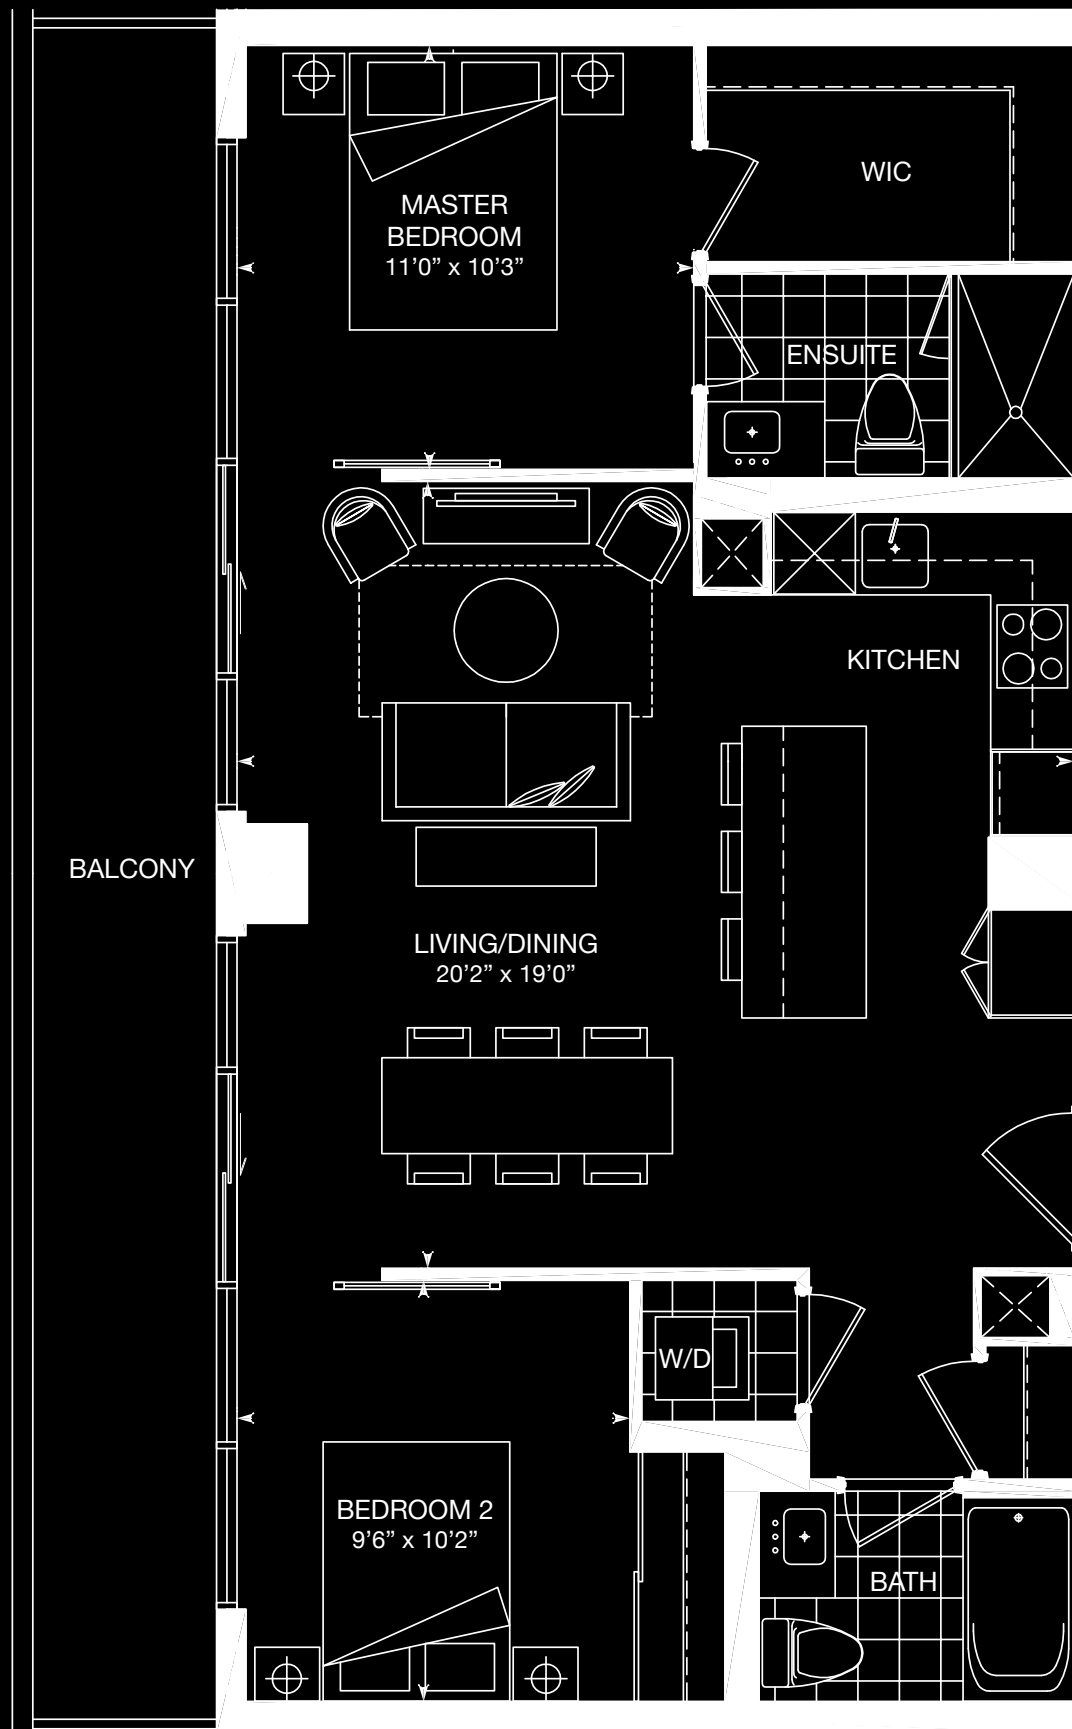 WIC
MASTER
BEDROOM
11’0” x 10’3”
ENSUITE
KITCHEN
BALCONY
LIVING/DINING
20’2” x 19’0”
W/D
BEDROOM 2
9’6” x 10’2”
BATH